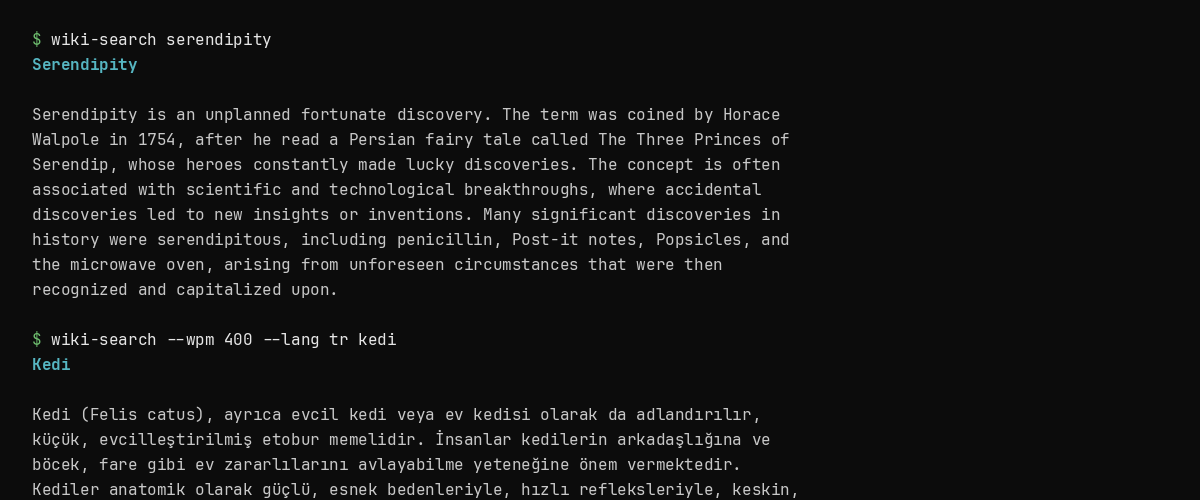 $ wiki-search serendipity
Serendipity
Serendipity is an unplanned fortunate discovery. The term was coined by Horace
Walpole in 1754, after he read a Persian fairy tale called The Three Princes of
Serendip, whose heroes constantly made lucky discoveries. The concept is often
associated with scientific and technological breakthroughs, where accidental
discoveries led to new insights or inventions. Many significant discoveries in
history were serendipitous, including penicillin, Post-it notes, Popsicles, and
the microwave oven, arising from unforeseen circumstances that were then
recognized and capitalized upon.
$ wiki-search --wpm 400 --lang tr kedi
Kedi
Kedi (Felis catus), ayrıca evcil kedi veya ev kedisi olarak da adlandırılır,
küçük, evcilleştirilmiş etobur memelidir. İnsanlar kedilerin arkadaşlığına ve
böcek, fare gibi ev zararlılarını avlayabilme yeteneğine önem vermektedir.
Kediler anatomik olarak güçlü, esnek bedenleriyle, hızlı refleksleriyle, keskin,